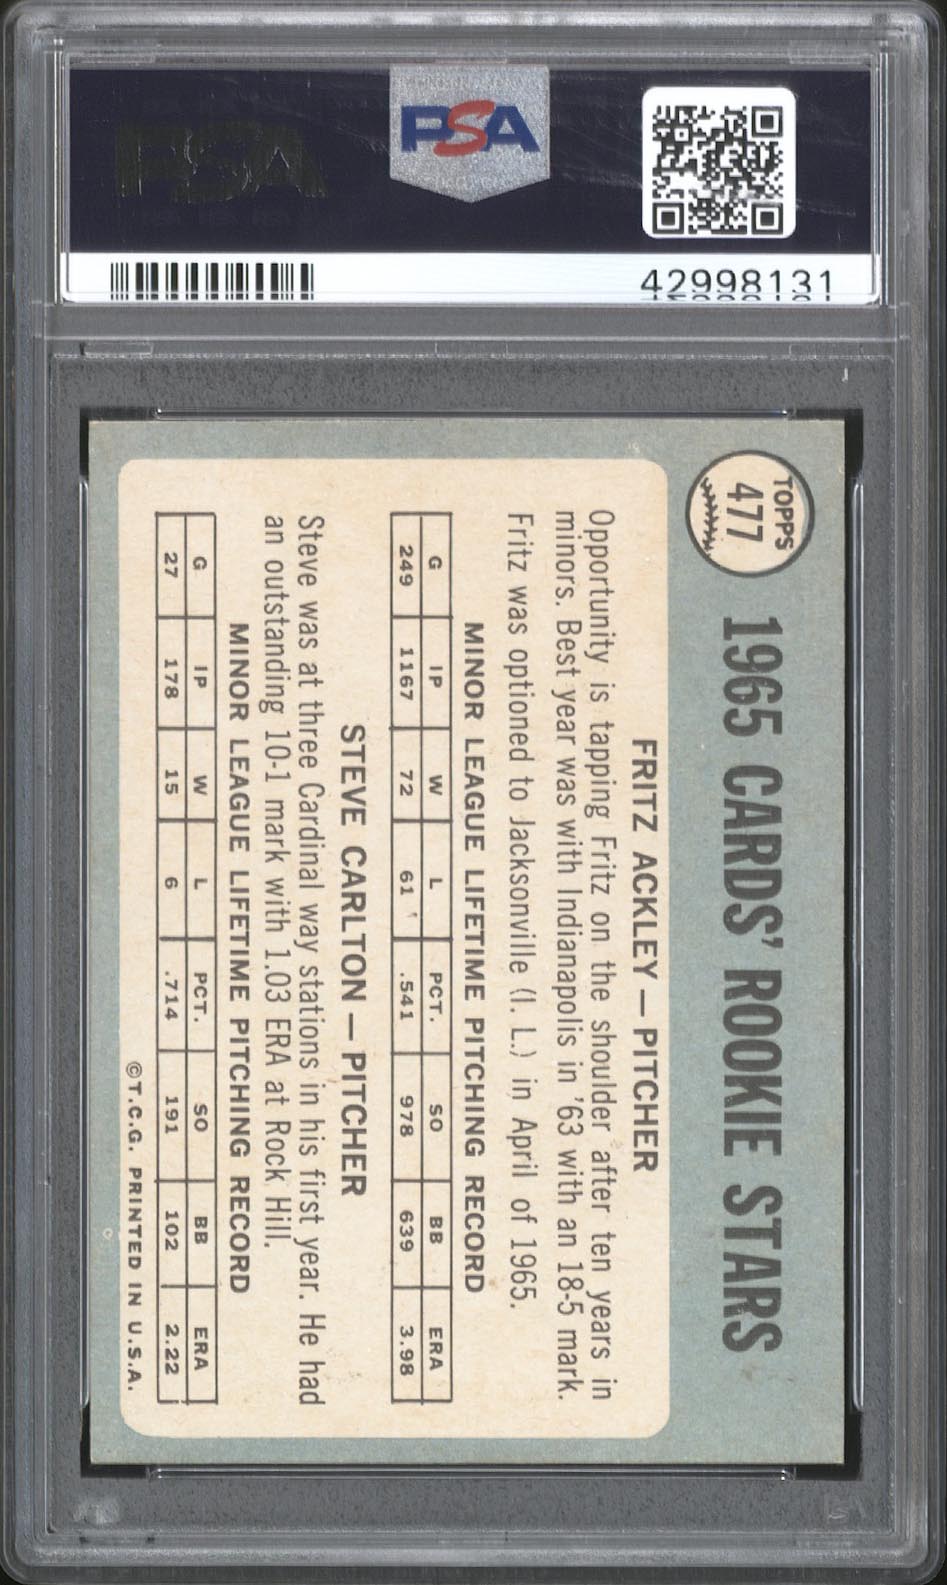 PSA
PSA
42998131
TOPPS
477
1965 CARDS' ROOKIE STARS
FRITZ ACKLEY — PITCHER
Opportunity is tapping Fritz on the shoulder after ten years in
minors. Best year was with Indianapolis in '63 with an 18-5 mark.
Fritz was optioned to Jacksonville (I. L.) in April of 1965.
MINOR LEAGUE LIFETIME PITCHING RECORD
G IP W L PCT. SO BB ERA
249 1167 72 61 .541 978 639 3.98
STEVE CARLTON — PITCHER
Steve was at three Cardinal way stations in his first year. He had
an outstanding 10-1 mark with 1.03 ERA at Rock Hill.
MINOR LEAGUE LIFETIME PITCHING RECORD
G IP W L PCT. SO BB ERA
27 178 15 6 .714 191 102 2.22
©T.C.G. PRINTED IN U.S.A.